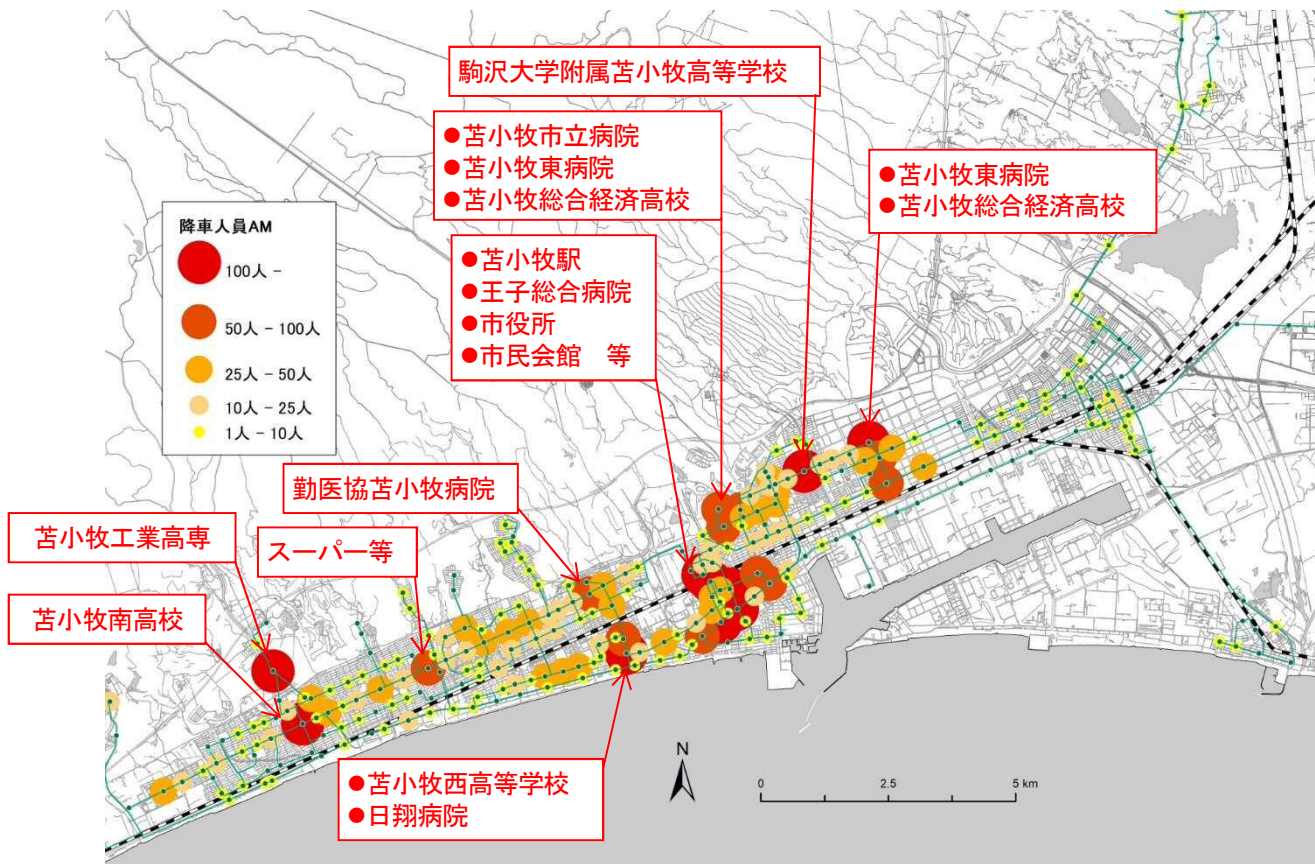 駒沢大学附属苫小牧高等学校
●苫小牧市立病院
●苫小牧東病院
●苫小牧総合経済高校
●苫小牧東病院
●苫小牧総合経済高校
降車人員AM
100人 -
50人 - 100人
25人 - 50人
10人 - 25人
1人 - 10人
●苫小牧駅
●王子総合病院
●市役所
●市民会館　等
勤医協苫小牧病院
苫小牧工業高専
スーパー等
苫小牧南高校
●苫小牧西高等学校
●日翔病院
N
0 2.5 5 km